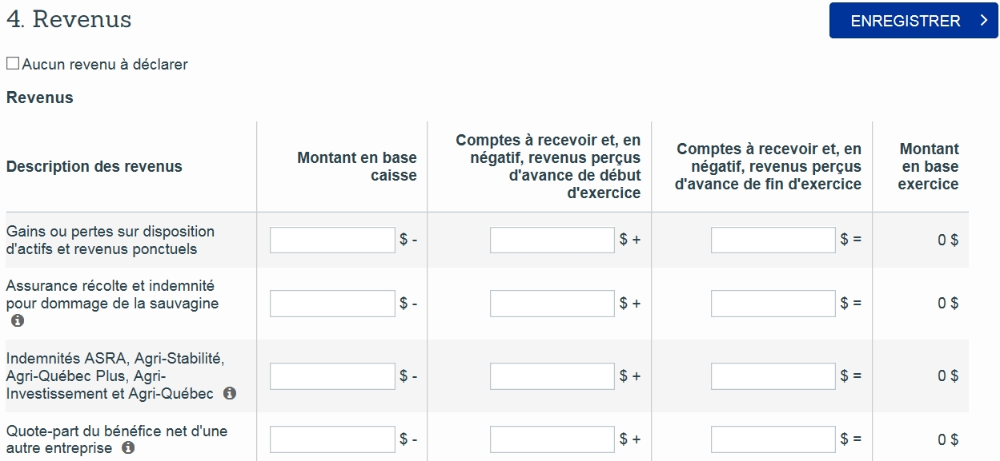 4. Revenus
ENREGISTRER
Aucun revenu à déclarer
Revenus
Description des revenus
Montant en base
caisse
Comptes à recevoir et, en
négatif, revenus perçus
d'avance de début
d'exercice
Comptes à recevoir et, en
négatif, revenus perçus
d'avance de fin d'exercice
Montant
en base
exercice
Gains ou pertes sur disposition
d'actifs et revenus ponctuels
$ -
$ +
$ =
0 $
Assurance récolte et indemnité
pour dommage de la sauvagine
$ -
$ +
$ =
0 $
Indemnités ASRA, Agri-Stabilité,
Agri-Québec Plus, Agri-
Investissement et Agri-Québec
$ -
$ +
$ =
0 $
Quote-part du bénéfice net d'une
autre entreprise
$ -
$ +
$ =
0 $